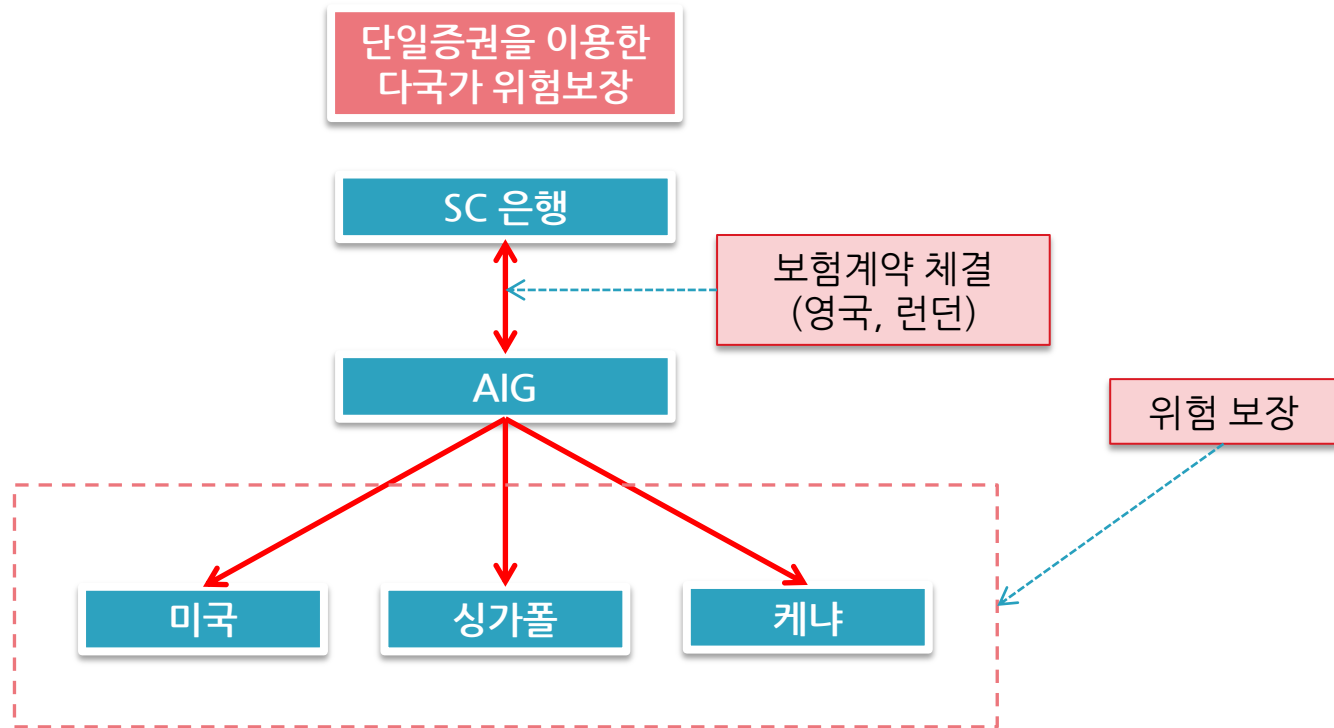 단일증권을 이용한
다국가 위험보장
SC 은행
보험계약 체결
(영국, 런던)
AIG
위험 보장
미국
싱가폴
케냐